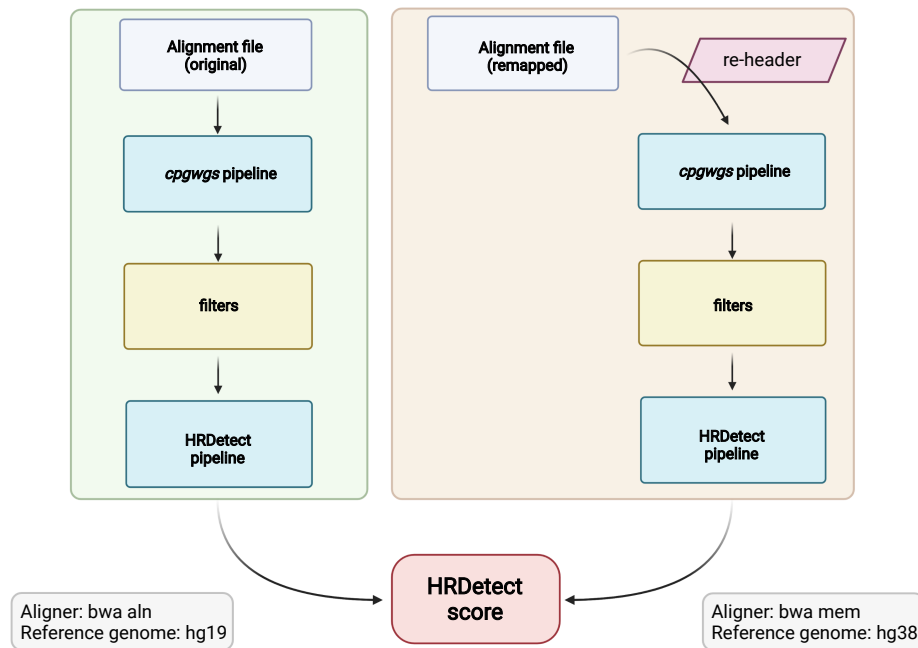 Alignment file
(original)
cpgwgs pipeline
filters
HRDetect
pipeline
Alignment file
(remapped)
re-header
cpgwgs pipeline
filters
HRDetect
pipeline
HRDetect
score
Aligner: bwa aln
Reference genome: hg19
Aligner: bwa mem
Reference genome: hg38